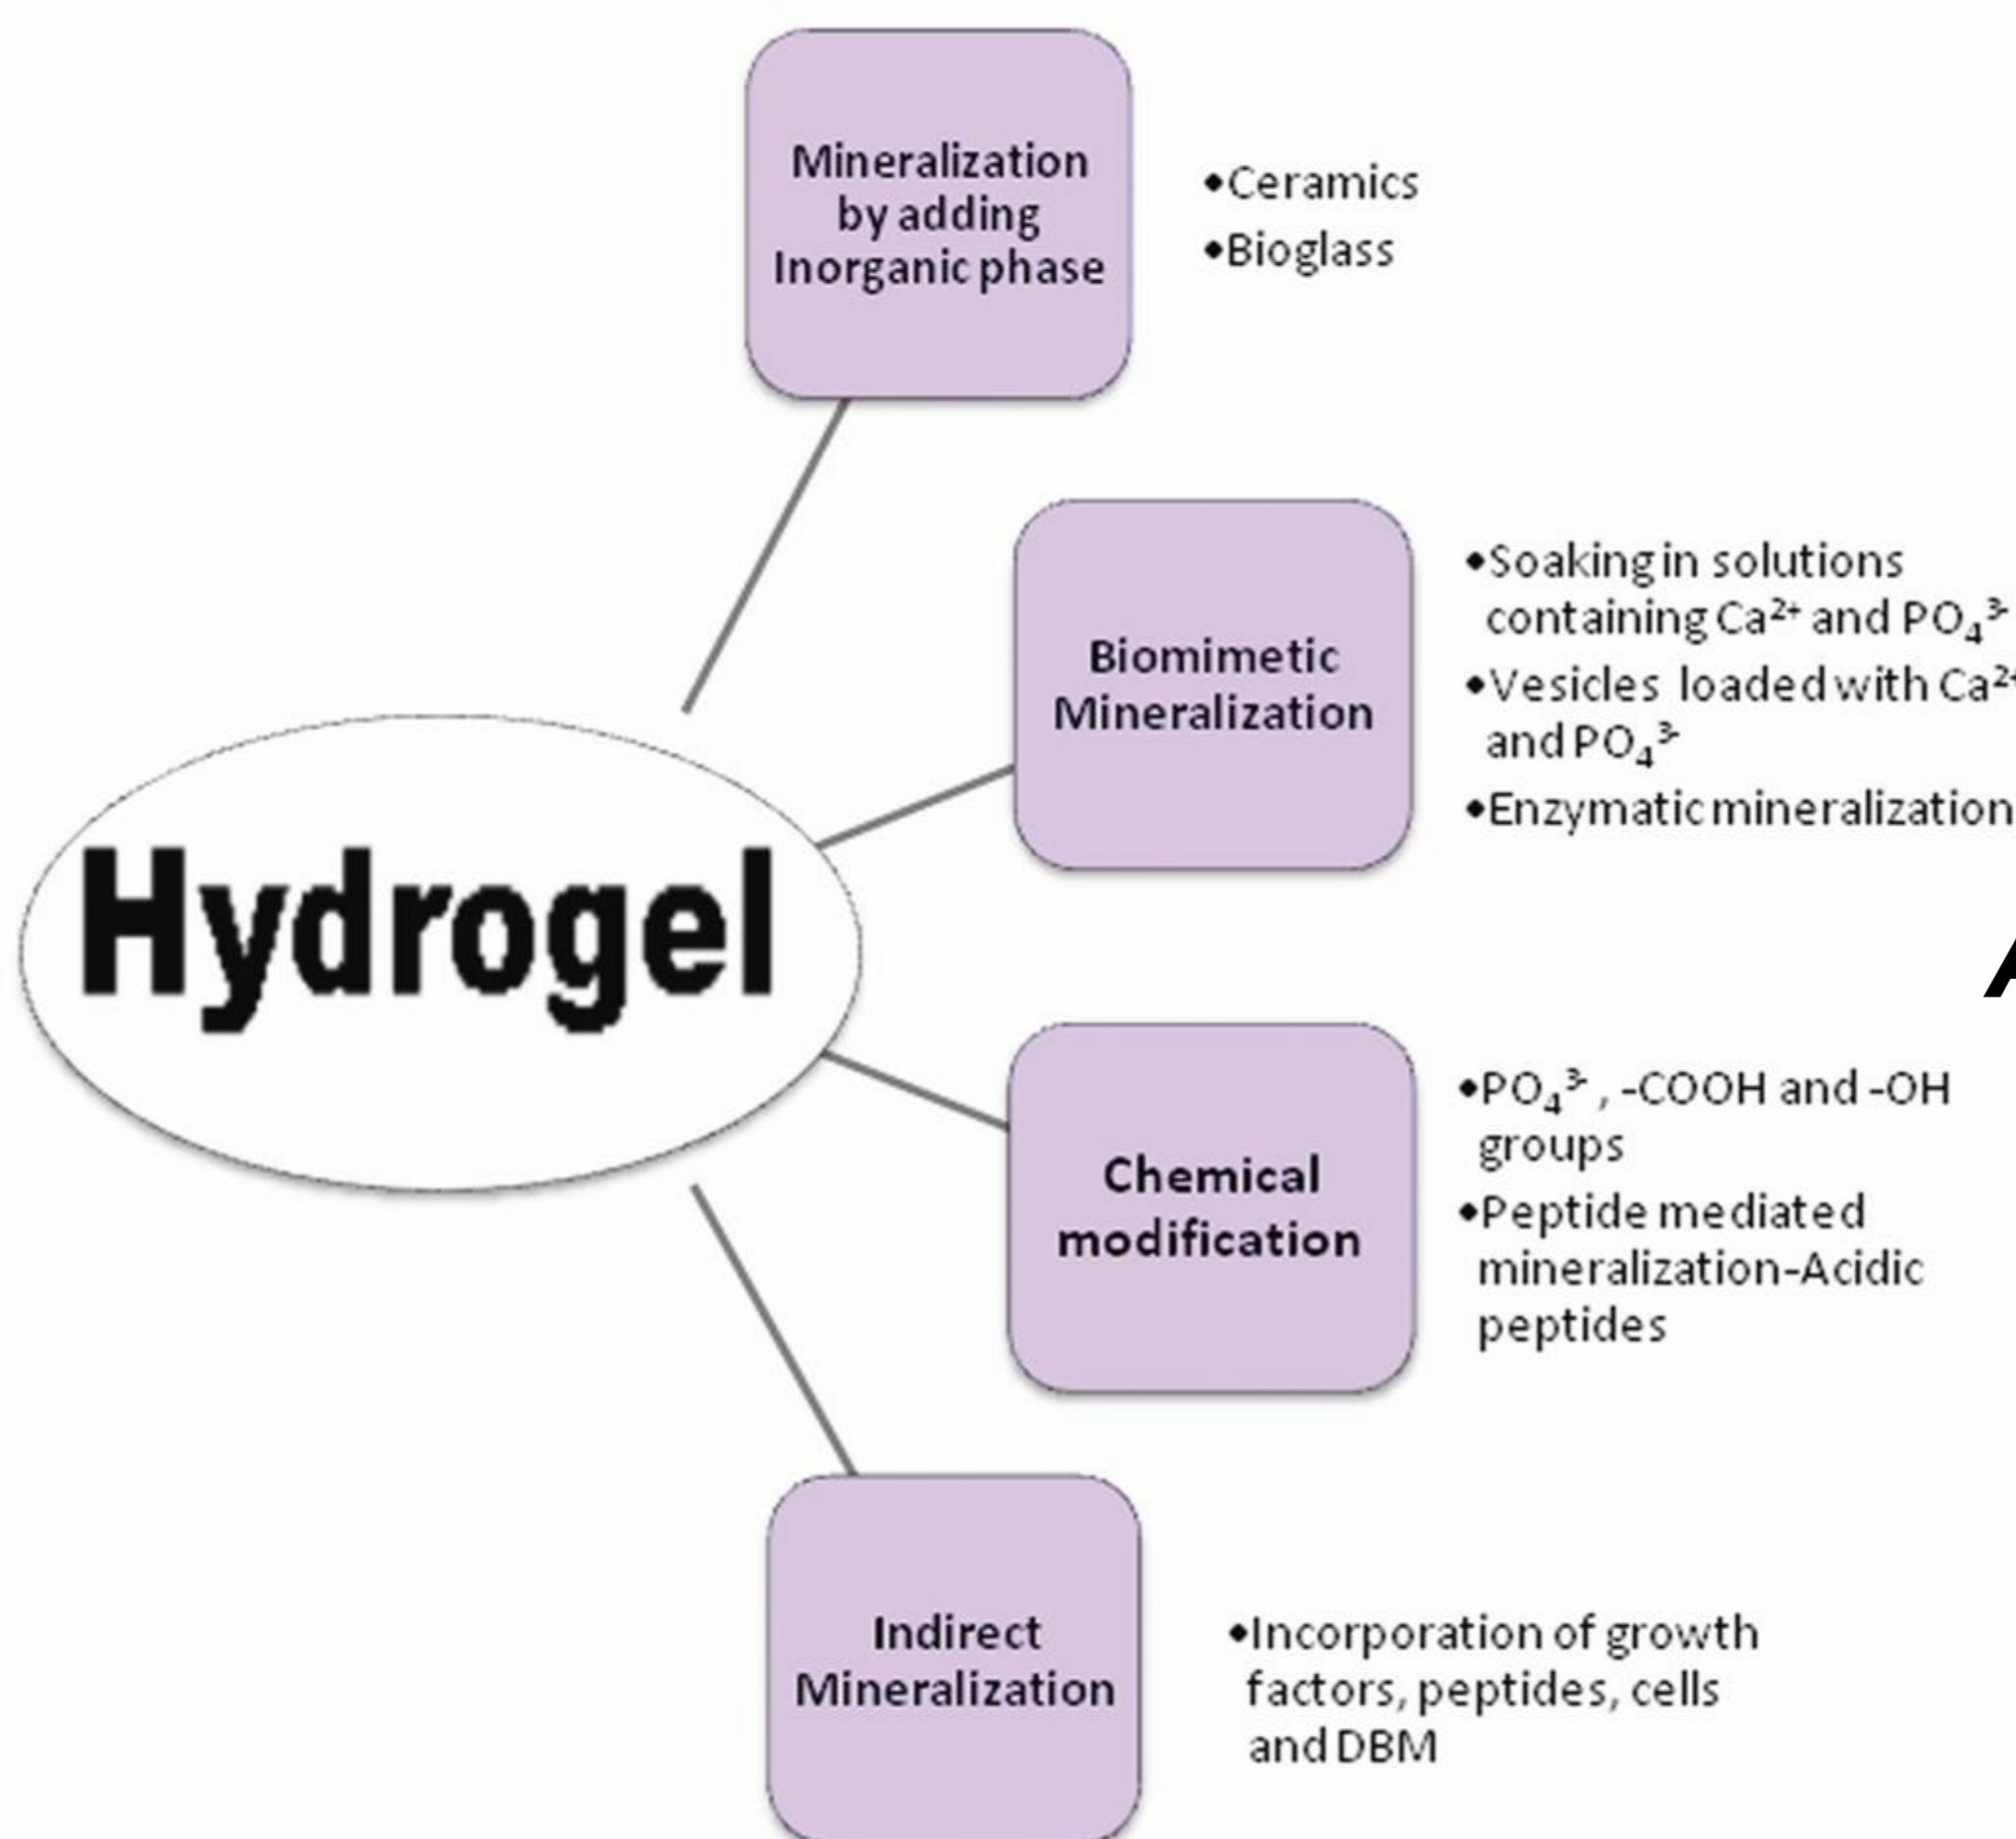 Mineralization
by adding
Inorganic phase
•Ceramics
•Bioglass
Biomimetic
Mineralization
•Soaking in solutions
containing Ca²⁺ and PO₄³⁻
•Vesicles loaded with Ca²⁺
and PO₄³⁻
•Enzymatic mineralization
Hydrogel
A
Chemical
modification
•PO₄³⁻ , -COOH and -OH
groups
•Peptide mediated
mineralization-Acidic
peptides
Indirect
Mineralization
•Incorporation of growth
factors, peptides, cells
and DBM